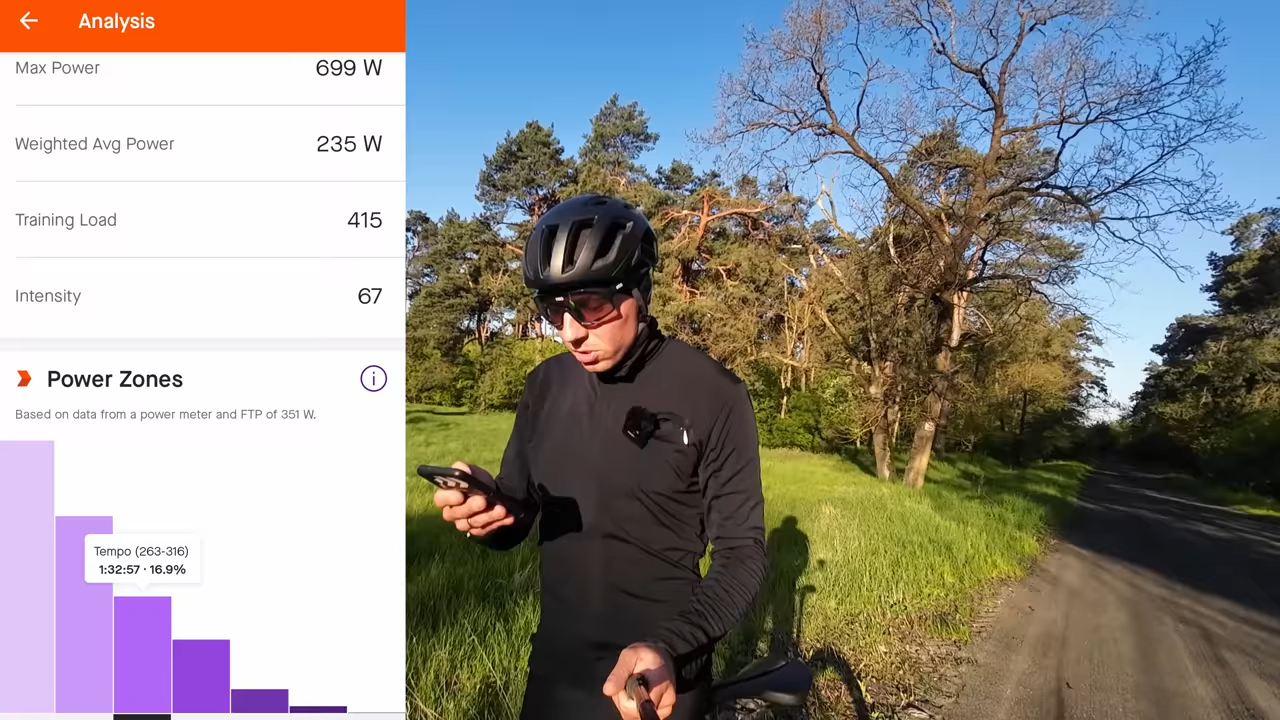 Analysis
Max Power 699 W
Weighted Avg Power 235 W
Training Load 415
Intensity 67
Power Zones
Based on data from a power meter and FTP of 351 W.
Tempo (263-316)
1:32:57 · 16.9%